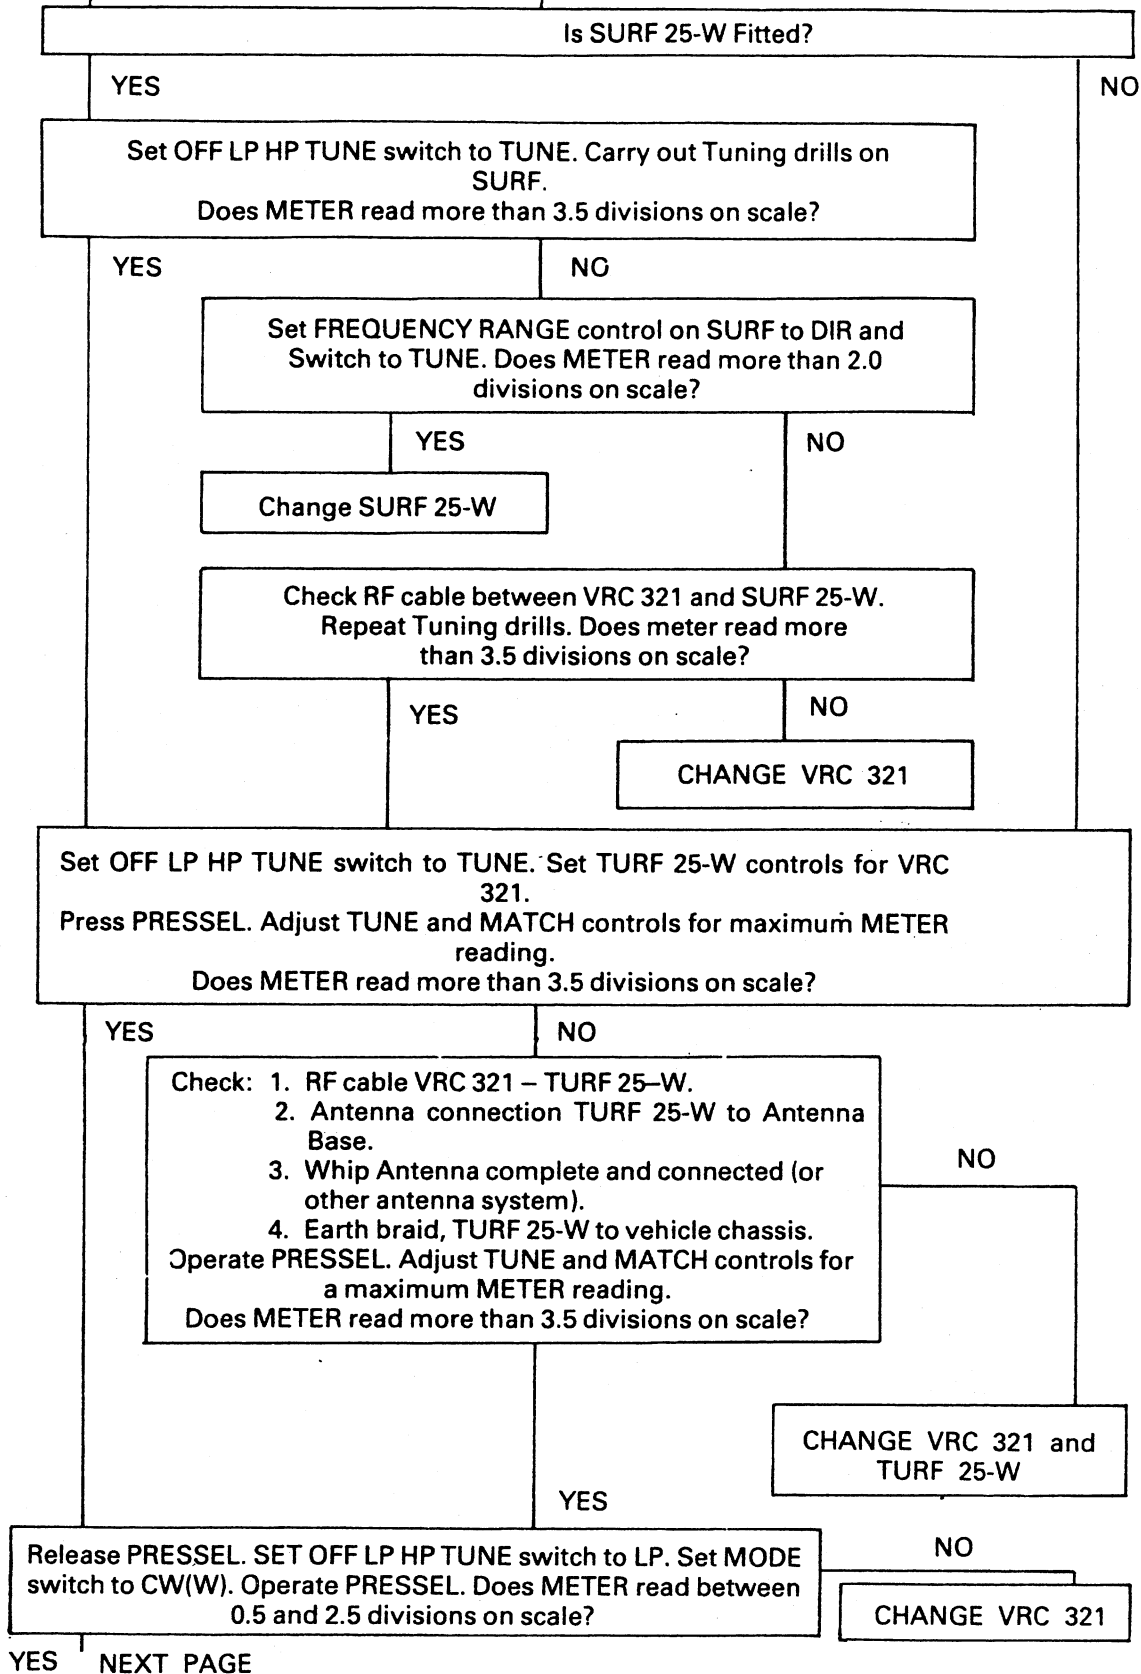 Is SURF 25-W Fitted?
YES
NO
Set OFF LP HP TUNE switch to TUNE. Carry out Tuning drills on
SURF.
Does METER read more than 3.5 divisions on scale?
YES
NO
Set FREQUENCY RANGE control on SURF to DIR and
Switch to TUNE. Does METER read more than 2.0
divisions on scale?
YES
NO
Change SURF 25-W
Check RF cable between VRC 321 and SURF 25-W.
Repeat Tuning drills. Does meter read more
than 3.5 divisions on scale?
YES
NO
CHANGE VRC 321
Set OFF LP HP TUNE switch to TUNE. Set TURF 25-W controls for VRC
321.
Press PRESSEL. Adjust TUNE and MATCH controls for maximum METER
reading.
Does METER read more than 3.5 divisions on scale?
YES
NO
Check: 1. RF cable VRC 321 – TURF 25–W.
2. Antenna connection TURF 25-W to Antenna
Base.
3. Whip Antenna complete and connected (or
other antenna system).
4. Earth braid, TURF 25-W to vehicle chassis.
Operate PRESSEL. Adjust TUNE and MATCH controls for
a maximum METER reading.
Does METER read more than 3.5 divisions on scale?
NO
CHANGE VRC 321 and
TURF 25-W
YES
Release PRESSEL. SET OFF LP HP TUNE switch to LP. Set MODE
switch to CW(W). Operate PRESSEL. Does METER read between
0.5 and 2.5 divisions on scale?
NO
CHANGE VRC 321
YES NEXT PAGE